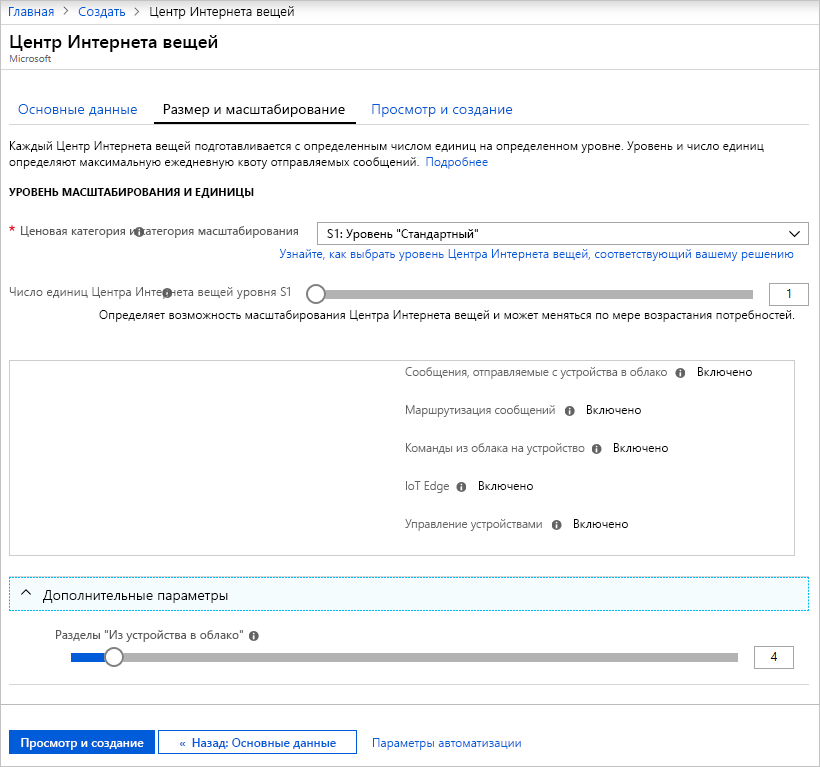 Главная > Создать > Центр Интернета вещей
Центр Интернета вещей
Microsoft
Основные данные Размер и масштабирование Просмотр и создание
Каждый Центр Интернета вещей подготавливается с определенным числом единиц на определенном уровне. Уровень и число единиц
определяют максимальную ежедневную квоту отправляемых сообщений. Подробнее
УРОВЕНЬ МАСШТАБИРОВАНИЯ И ЕДИНИЦЫ
* Ценовая категория и категория масштабирования S1: Уровень "Стандартный"
Узнайте, как выбрать уровень Центра Интернета вещей, соответствующий вашему решению
Число единиц Центра Интернета вещей уровня S1 1
Определяет возможность масштабирования Центра Интернета вещей и может меняться по мере возрастания потребностей.
Сообщения, отправляемые с устройства в облако Включено
Маршрутизация сообщений Включено
Команды из облака на устройство Включено
IoT Edge Включено
Управление устройствами Включено
Дополнительные параметры
Разделы "Из устройства в облако"
4
Просмотр и создание « Назад: Основные данные Параметры автоматизации